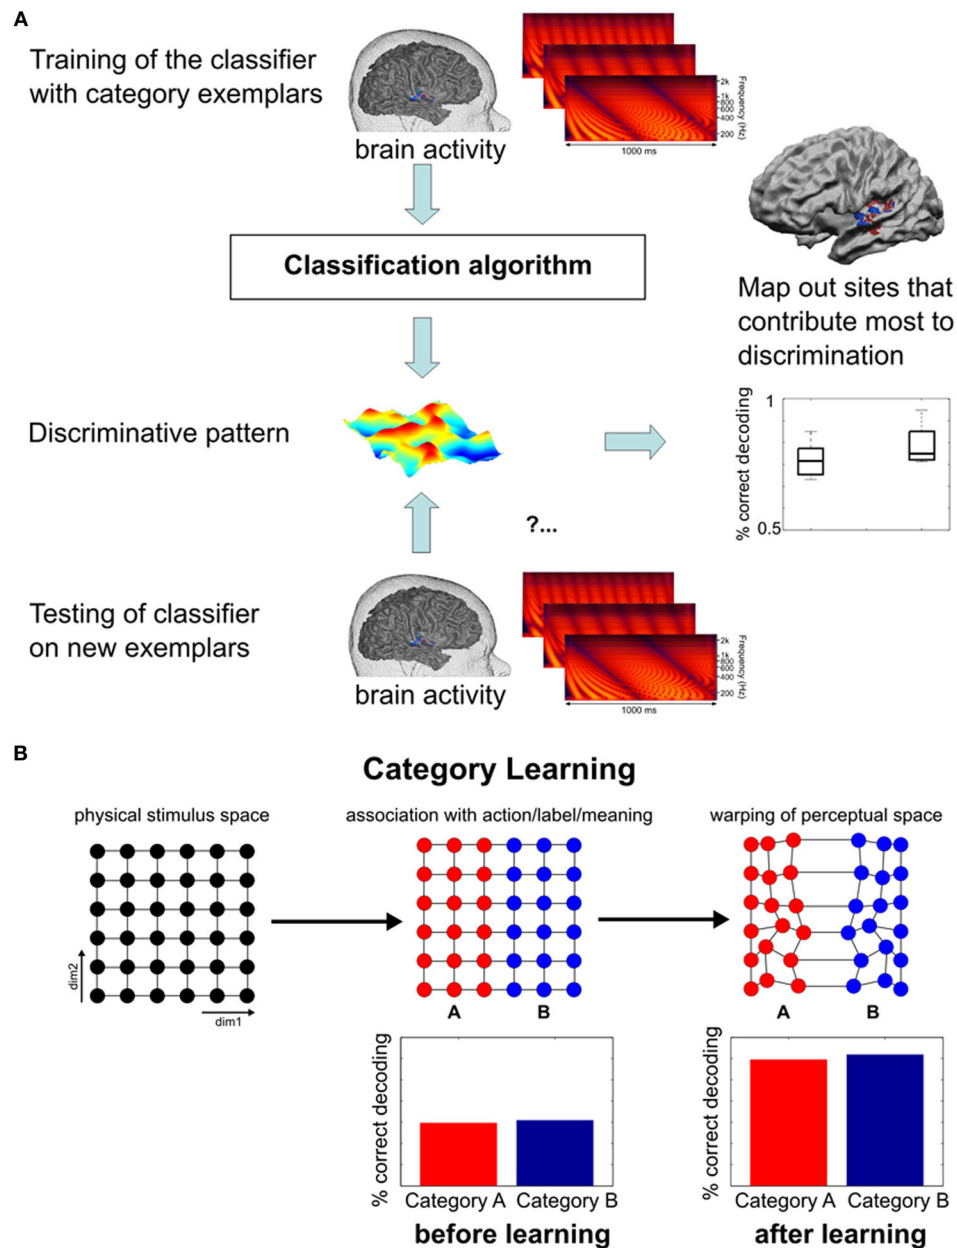 A
Training of the classifier
with category exemplars
brain activity
2k
1k
800
600
400
200
Frequency (Hz)
1000 ms
Classification algorithm
Map out sites that
contribute most to
discrimination
Discriminative pattern
% correct decoding
1
0.5
?...
Testing of classifier
on new exemplars
brain activity
2k
1k
800
600
400
200
Frequency (Hz)
1000 ms
B
Category Learning
physical stimulus space
association with action/label/meaning
warping of perceptual space
dim2
dim1
A B
A B
% correct decoding
Category A Category B
before learning
% correct decoding
Category A Category B
after learning